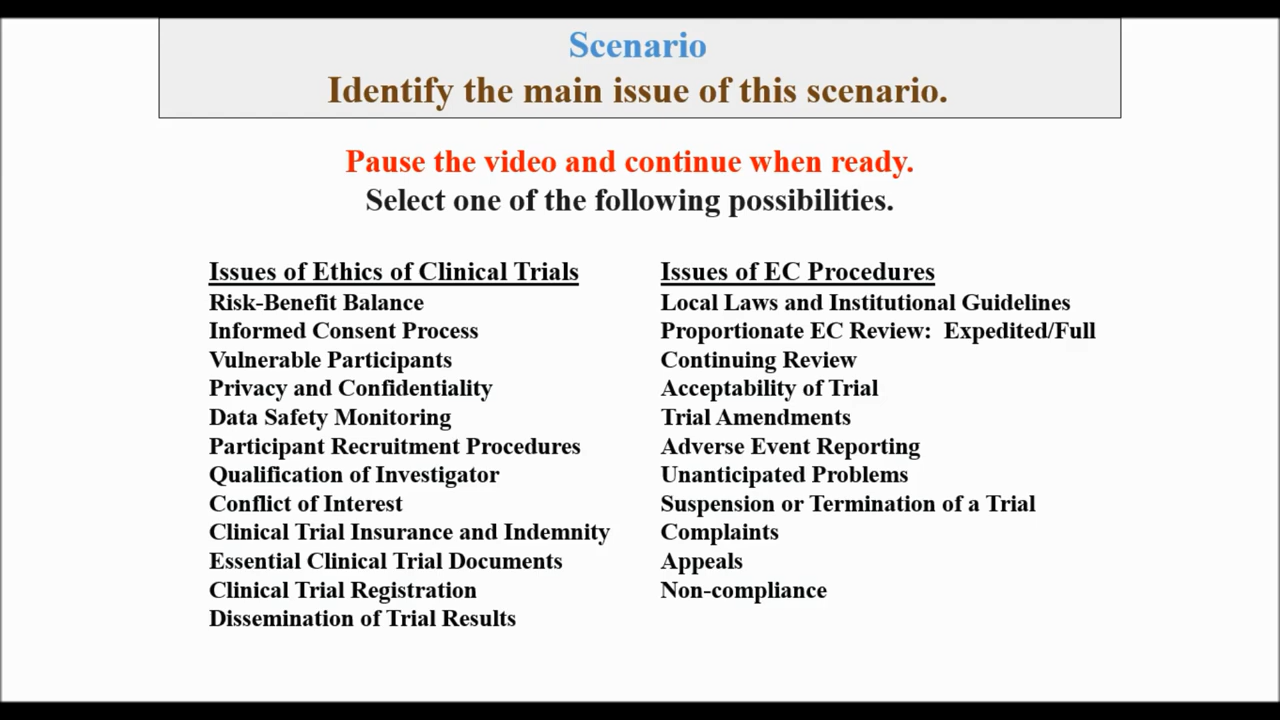 Scenario
Identify the main issue of this scenario.
Pause the video and continue when ready.
Select one of the following possibilities.
Issues of Ethics of Clinical Trials
Risk-Benefit Balance
Informed Consent Process
Vulnerable Participants
Privacy and Confidentiality
Data Safety Monitoring
Participant Recruitment Procedures
Qualification of Investigator
Conflict of Interest
Clinical Trial Insurance and Indemnity
Essential Clinical Trial Documents
Clinical Trial Registration
Dissemination of Trial Results
Issues of EC Procedures
Local Laws and Institutional Guidelines
Proportionate EC Review:  Expedited/Full
Continuing Review
Acceptability of Trial
Trial Amendments
Adverse Event Reporting
Unanticipated Problems
Suspension or Termination of a Trial
Complaints
Appeals
Non-compliance